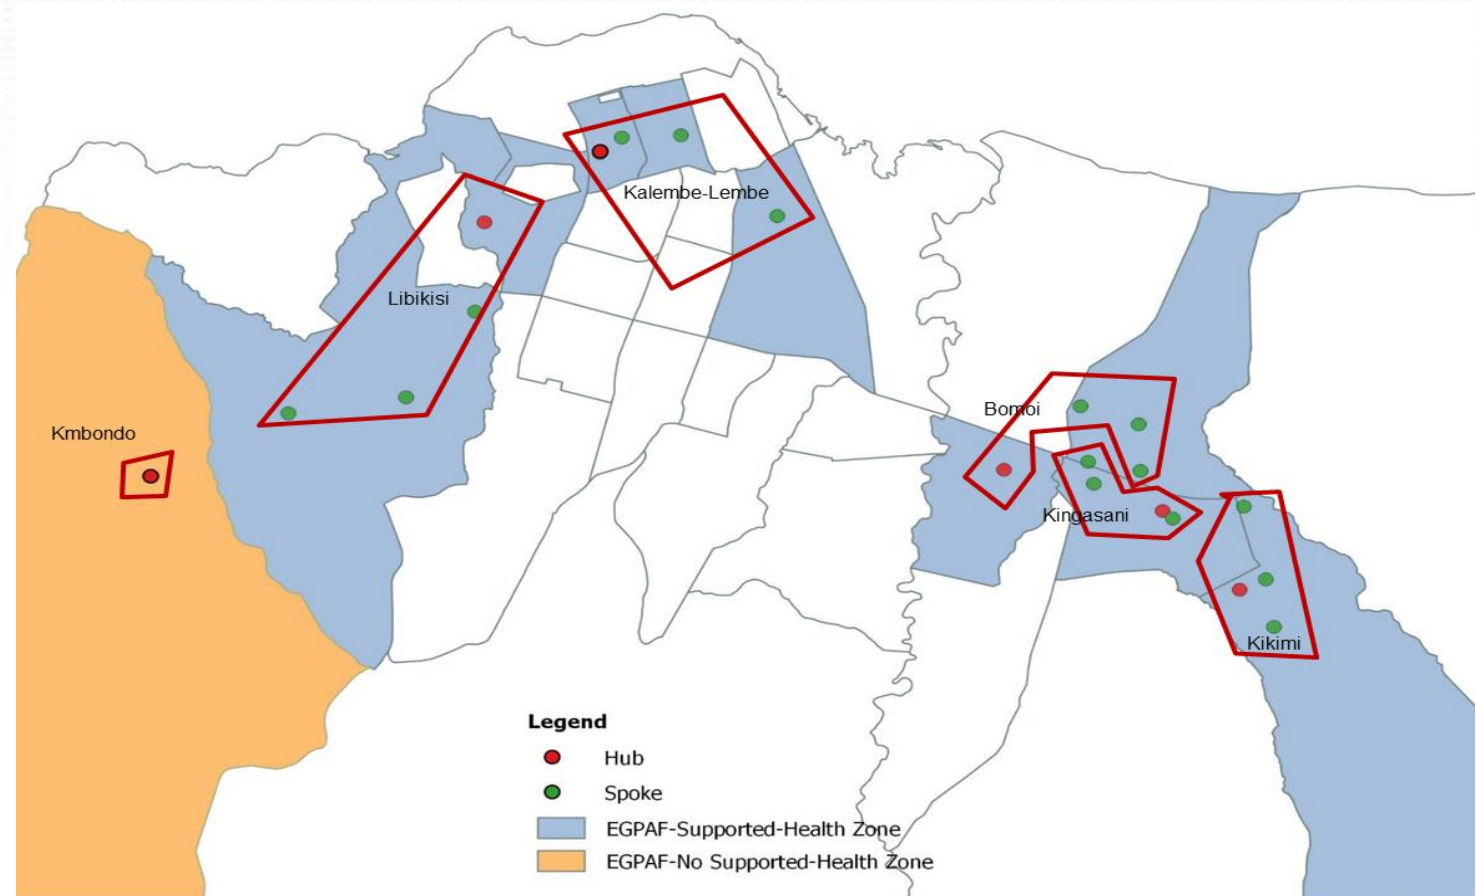 Kalembe-Lembe
Libikisi
Kmbondo
Bomoi
Kingasani
Kikimi
Legend
Hub
Spoke
EGPAF-Supported-Health Zone
EGPAF-No Supported-Health Zone